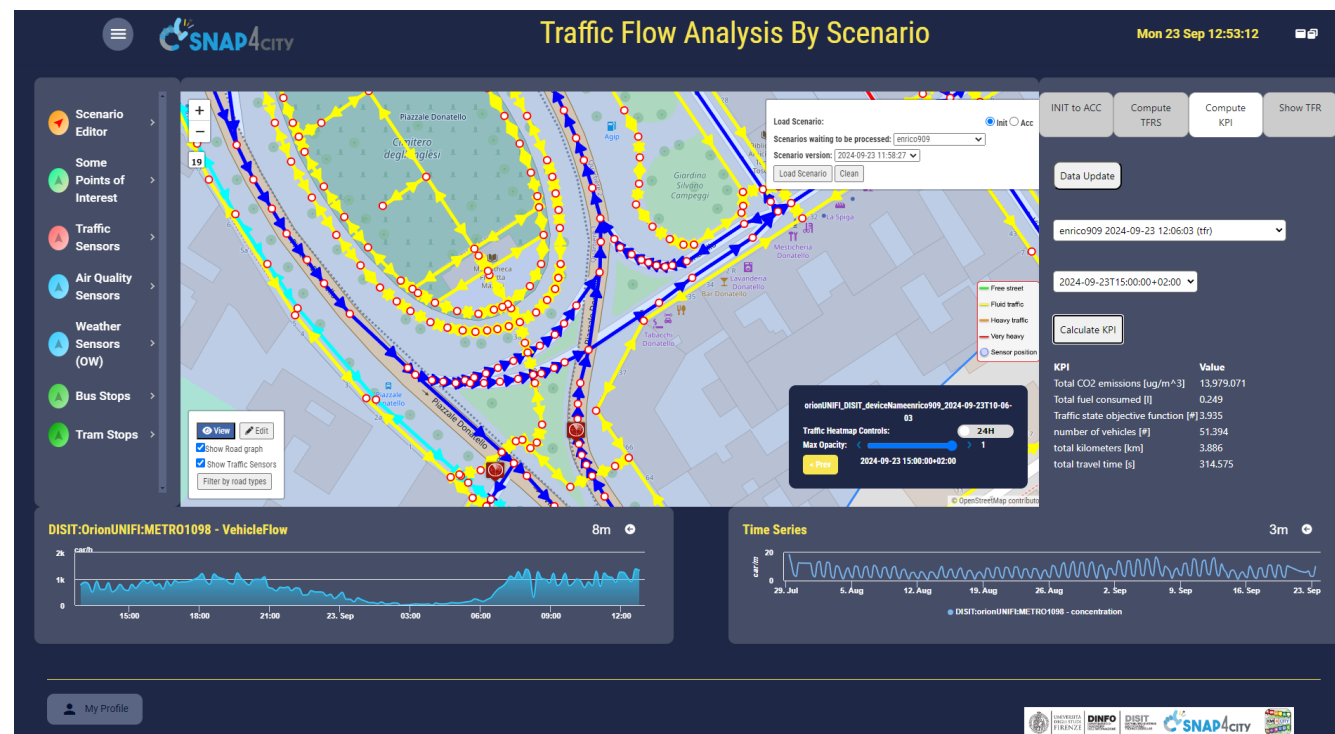 SNAP4CITY
Traffic Flow Analysis By Scenario
Mon 23 Sep 12:53:12
Scenario
Editor
Some
Points of
Interest
Traffic
Sensors
Air Quality
Sensors
Weather
Sensors
(OW)
Bus Stops
Tram Stops
+
−
19
Piazzale Donatello
Cimitero
degli Inglesi
Agip
Giardino
Silvano
Campeggi
La Spiga
Mesticheria
Donatello
Lavanderia
Donatello
Bar Donatello
Tabacchi
Donatello
Piazzale
Donatello
Piazzale Donatello
Load Scenario:
Init Acc
Scenarios waiting to be processed: enrico909
Scenario version: 2024-09-23 11:58:27
Load Scenario Clean
Free street
Fluid traffic
Heavy traffic
Very heavy
Sensor position
View Edit
Show Road graph
Show Traffic Sensors
Filter by road types
orionUNIFI_DISIT_deviceNameenrico909_2024-09-23T10-06-
03
Traffic Heatmap Controls: 24H
Max Opacity: < > 1
< Prev 2024-09-23 15:00:00+02:00
© OpenStreetMap contributo
INIT to ACC
Compute
TFRS
Compute
KPI
Show TFR
Data Update
enrico909 2024-09-23 12:06:03 (tfr)
2024-09-23T15:00:00+02:00
Calculate KPI
KPI Value
Total CO2 emissions [ug/m^3] 13,979.071
Total fuel consumed [l] 0.249
Traffic state objective function [#] 3.935
number of vehicles [#] 51.394
total kilometers [km] 3.886
total travel time [s] 314.575
DISIT:OrionUNIFI:METRO1098 - VehicleFlow
8m
car/h
2k
1k
0
15:00 18:00 21:00 23. Sep 03:00 06:00 09:00 12:00
Time Series
3m
car/m
20
0
29. Jul 5. Aug 12. Aug 19. Aug 26. Aug 2. Sep 9. Sep 16. Sep 23. Sep
DISIT:orionUNIFI:METRO1098 - concentration
My Profile
UNIVERSITÀ
DEGLI STUDI
FIRENZE
DINFO
DISIT
SNAP4CITY